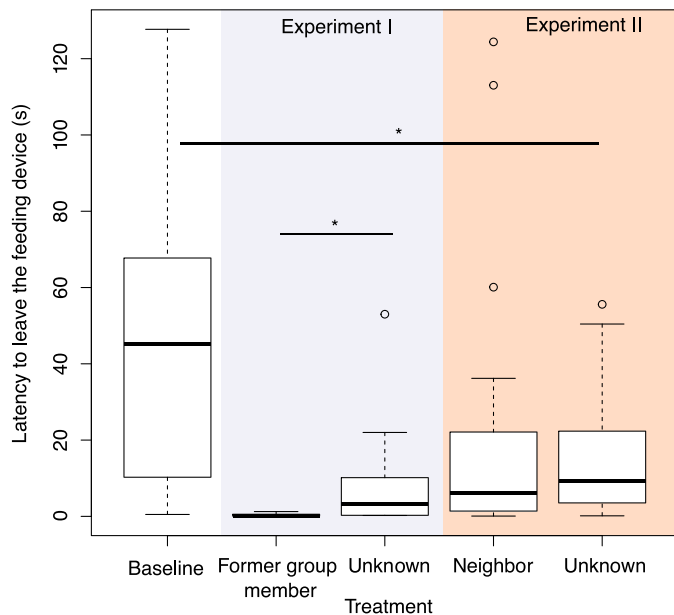 Experiment I
Experiment II
Latency to leave the feeding device (s)
120
100
80
60
40
20
0
*
*
Baseline
Former group
member
Unknown
Neighbor
Unknown
Treatment